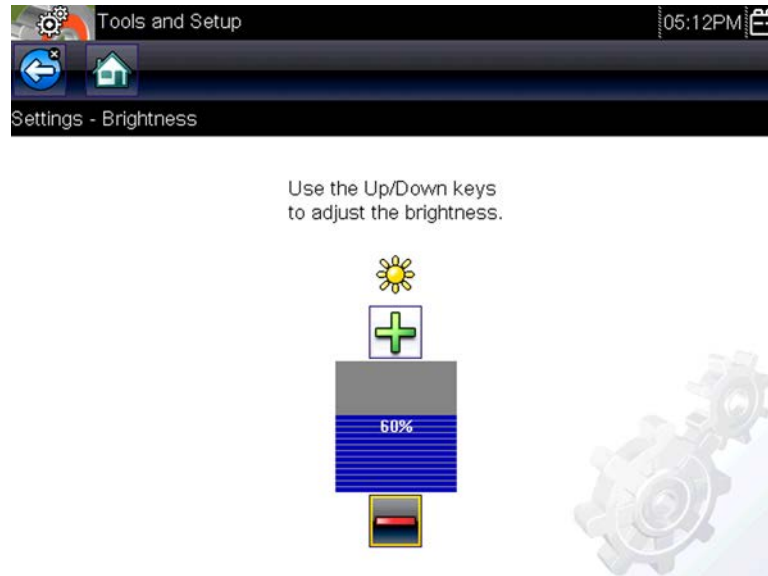 Tools and Setup
05:12PM
Settings - Brightness
Use the Up/Down keys
to adjust the brightness.
60%